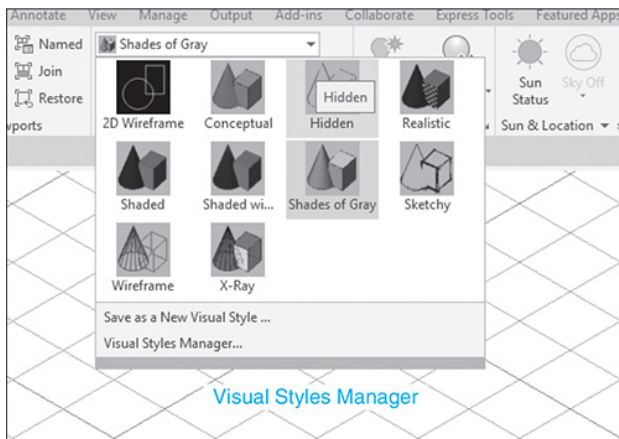 Annotate View Manage Output Add-ins Collaborate Express Tools Featured Apps
Named Shades of Gray
Join
Restore
Sun Status Sky Off
wports
Sun & Location
2D Wireframe Conceptual Hidden Realistic
Hidden
Shaded Shaded wi... Shades of Gray Sketchy
Wireframe X-Ray
Save as a New Visual Style ...
Visual Styles Manager...
Visual Styles Manager